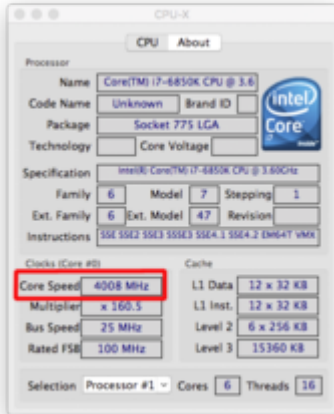 CPU-X
CPU About
Processor
Name Core(TM) i7-6850K CPU @ 3.6
Code Name Unknown Brand ID
Package Socket 775 LGA
Technology Core Voltage
intel
Core
inside
Specification Intel(R) Core(TM) i7-6850K CPU @ 3.60GHz
Family 6 Model 7 Stepping 1
Ext. Family 6 Ext. Model 47 Revision
Instructions SSE SSE2 SSE3 SSSE3 SSE4.1 SSE4.2 EM64T VMX
Clocks (Core #0)
Core Speed 4008 MHz
Multiplier x 160.5
Bus Speed 25 MHz
Rated FSB 100 MHz
Cache
L1 Data 12 x 32 KB
L1 Inst. 12 x 32 KB
Level 2 6 x 256 KB
Level 3 15360 KB
Selection Processor #1 Cores 6 Threads 16